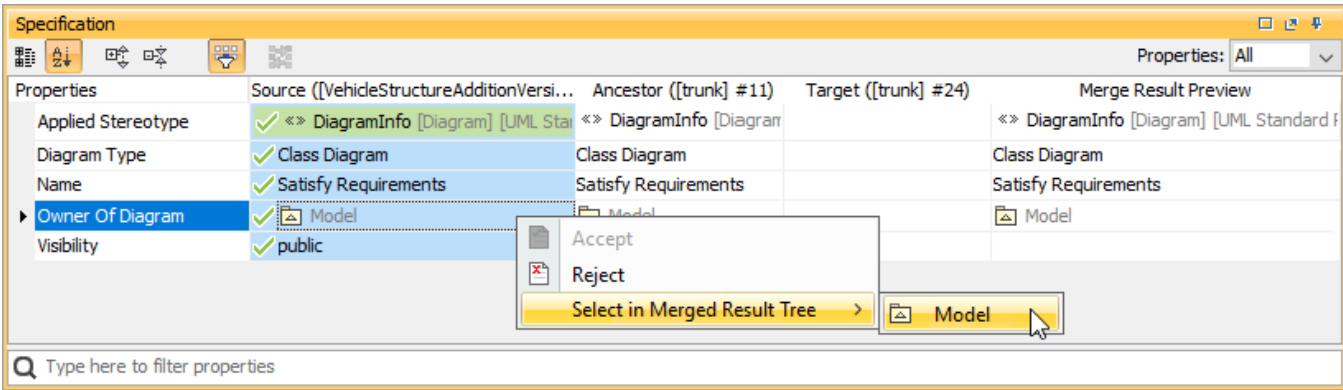 Specification
Properties: All
Properties Source ([VehicleStructureAdditionVersi... Ancestor ([trunk] #11) Target ([trunk] #24) Merge Result Preview
Applied Stereotype «» DiagramInfo [Diagram] [UML Star «» DiagramInfo [Diagram «» DiagramInfo [Diagram] [UML Standard P
Diagram Type Class Diagram Class Diagram Class Diagram
Name Satisfy Requirements Satisfy Requirements Satisfy Requirements
Owner Of Diagram Model Model Model
Visibility public
Accept
Reject
Select in Merged Result Tree > Model
Type here to filter properties